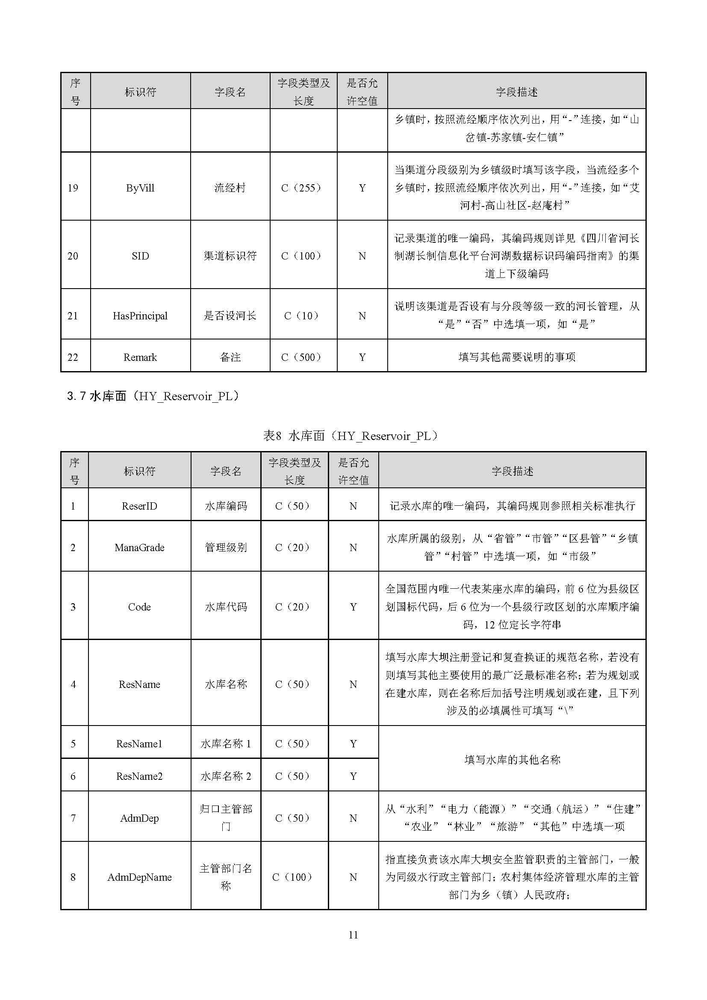 序号 标识符 字段名 字段类型及长度 是否允许空值 字段描述
乡镇时，按照流经顺序依次列出，用“-”连接，如“山
岔镇-苏家镇-安仁镇”
19 ByVill 流经村 C（255） Y
当渠道分段级别为乡镇级时填写该字段，当流经多个
乡镇时，按照流经顺序依次列出，用“-”连接，如“艾
河村-高山社区-赵庵村”
20 SID 渠道标识符 C（100） N
记录渠道的唯一编码，其编码规则详见《四川省河长
制湖长制信息化平台河湖数据标识码编码指南》的渠
道上下级编码
21 HasPrincipal 是否设河长 C（10） N
说明该渠道是否设有与分段等级一致的河长管理，从
“是”“否”中选填一项，如“是”
22 Remark 备注 C（500） Y 填写其他需要说明的事项
3.7水库面（HY_Reservoir_PL）
表8 水库面（HY_Reservoir_PL）
序号 标识符 字段名 字段类型及长度 是否允许空值 字段描述
1 ReserID 水库编码 C（50） N 记录水库的唯一编码，其编码规则参照相关标准执行
2 ManaGrade 管理级别 C（20） N
水库所属的级别，从“省管”“市管”“区县管”“乡镇
管”“村管”中选填一项，如“市级”
3 Code 水库代码 C（20） Y
全国范围内唯一代表某座水库的编码，前 6 位为县级区
划国标代码，后 6 位为一个县级行政区划的水库顺序编
码，12 位定长字符串
4 ResName 水库名称 C（50） N
填写水库大坝注册登记和复查换证的规范名称，若没有
则填写其他主要使用的最广泛最标准名称；若为规划或
在建水库，则在名称后加括号注明规划或在建，且下列
涉及的必填属性可填写“\”
5 ResName1 水库名称 1 C（50） Y
填写水库的其他名称
6 ResName2 水库名称 2 C（50） Y
7 AdmDep 归口主管部门 C（50） N
从“水利”“电力（能源）”“交通（航运）”“住建”
“农业”“林业”“旅游”“其他”中选填一项
8 AdmDepName 主管部门名称 C（100） N
指直接负责该水库大坝安全监管职责的主管部门，一般
为同级水行政主管部门；农村集体经济管理水库的主管
部门为乡（镇）人民政府；
11